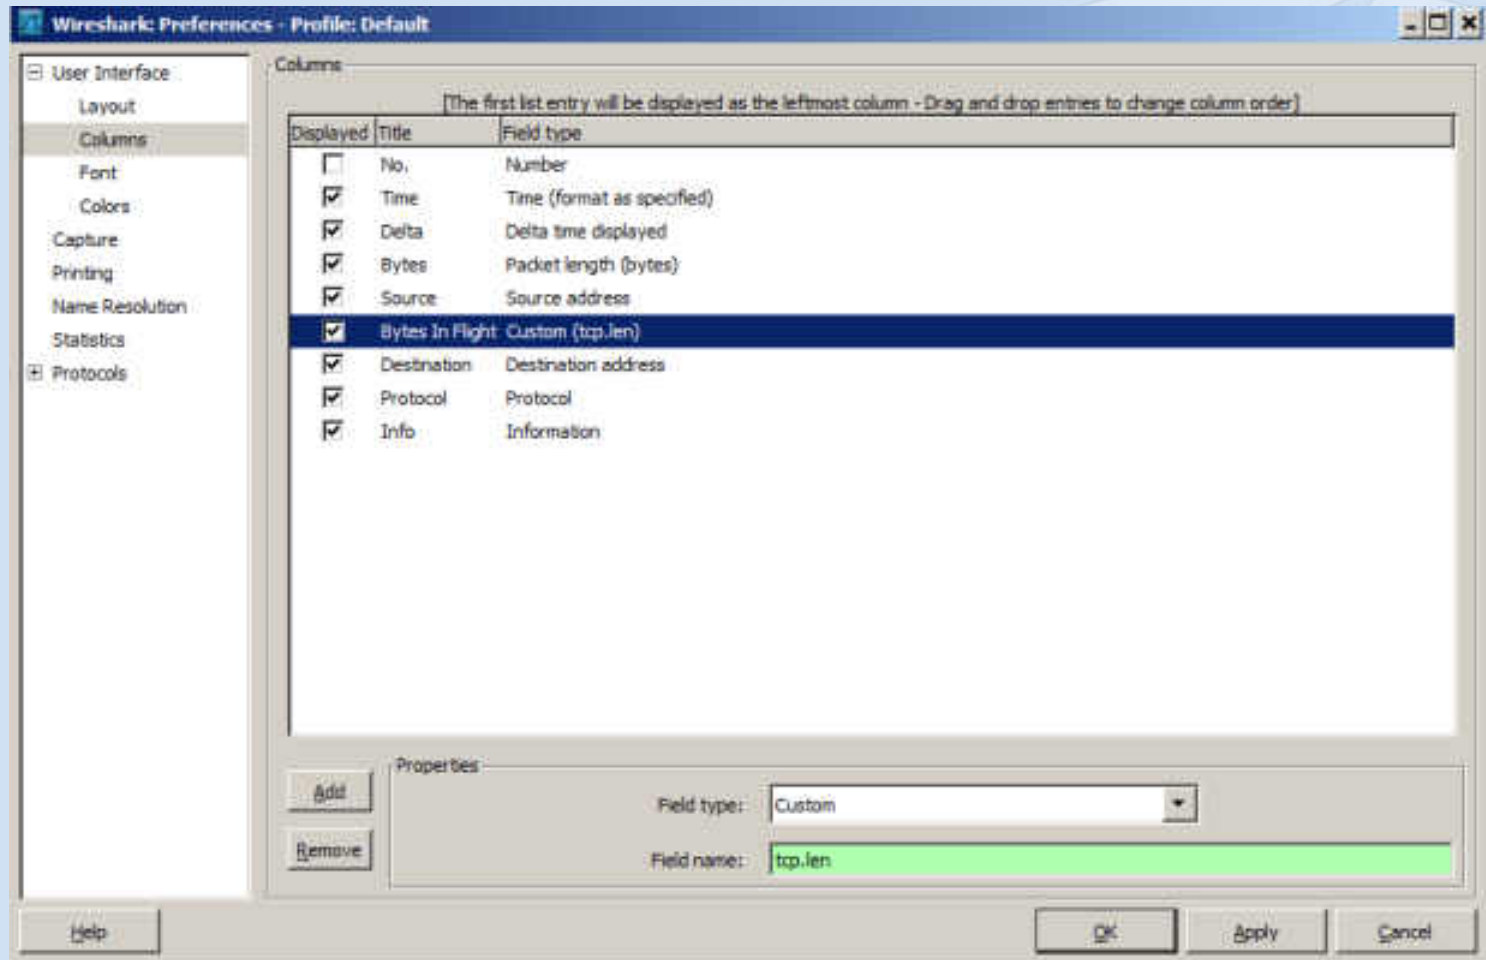 Wireshark: Preferences - Profile: Default
User Interface
Layout
Columns
Font
Colors
Capture
Printing
Name Resolution
Statistics
Protocols
Columns
[The first list entry will be displayed as the leftmost column - Drag and drop entries to change column order]
Displayed Title Field type
No. Number
Time Time (format as specified)
Delta Delta time displayed
Bytes Packet length (bytes)
Source Source address
Bytes In Flight Custom (tcp.len)
Destination Destination address
Protocol Protocol
Info Information
Properties
Add
Field type: Custom
Remove
Field name: tcp.len
Help
OK
Apply
Cancel